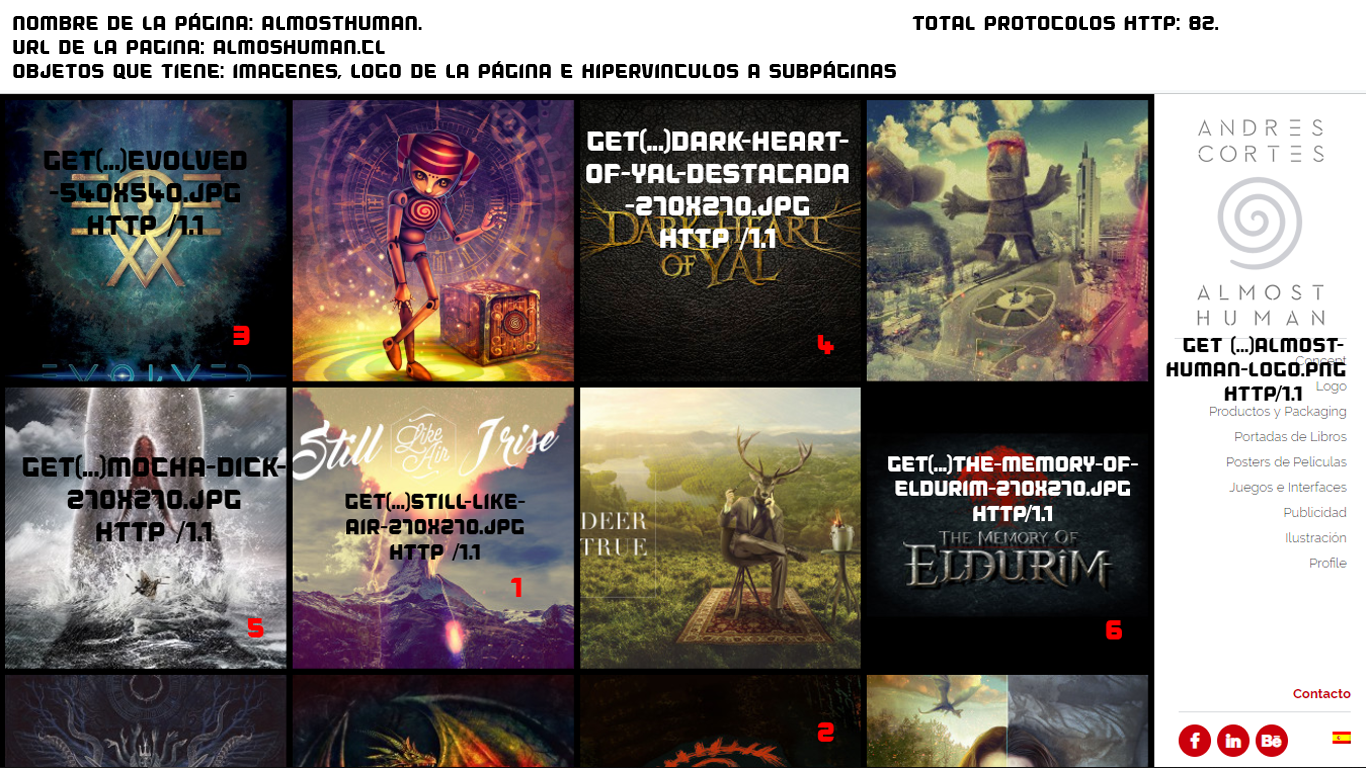 NOMBRE DE LA PÁGINA: ALMOSTHUMAN.
URL DE LA PAGINA: ALMOSHUMAN.CL
OBJETOS QUE TIENE: IMAGENES, LOGO DE LA PÁGINA E HIPERVINCULOS A SUBPÁGINAS
TOTAL PROTOCOLOS HTTP: 82.
GET(...)EVOLVED
-540X540.JPG
HTTP /1.1
3
EVOLVED
GET(...)DARK-HEART-
OF-YAL-DESTACADA
-270X270.JPG
HTTP /1.1
DARK HEART
OF YAL
4
GET(...)MOCHA-DICK-
270X270.JPG
HTTP /1.1
5
Still Like Air I rise
GET(...)STILL-LIKE-
AIR-270X270.JPG
HTTP /1.1
1
DEER
TRUE
GET(...)THE-MEMORY-OF-
ELDURIM-270X270.JPG
HTTP/1.1
THE MEMORY OF
ELDURIM
6
2
ANDRES
CORTES
ALMOST
HUMAN
GET (...)ALMOST-
HUMAN-LOGO.PNG
HTTP/1.1
Concept
Logo
Productos y Packaging
Portadas de Libros
Posters de Peliculas
Juegos e Interfaces
Publicidad
Ilustración
Profile
Contacto
f in Bē